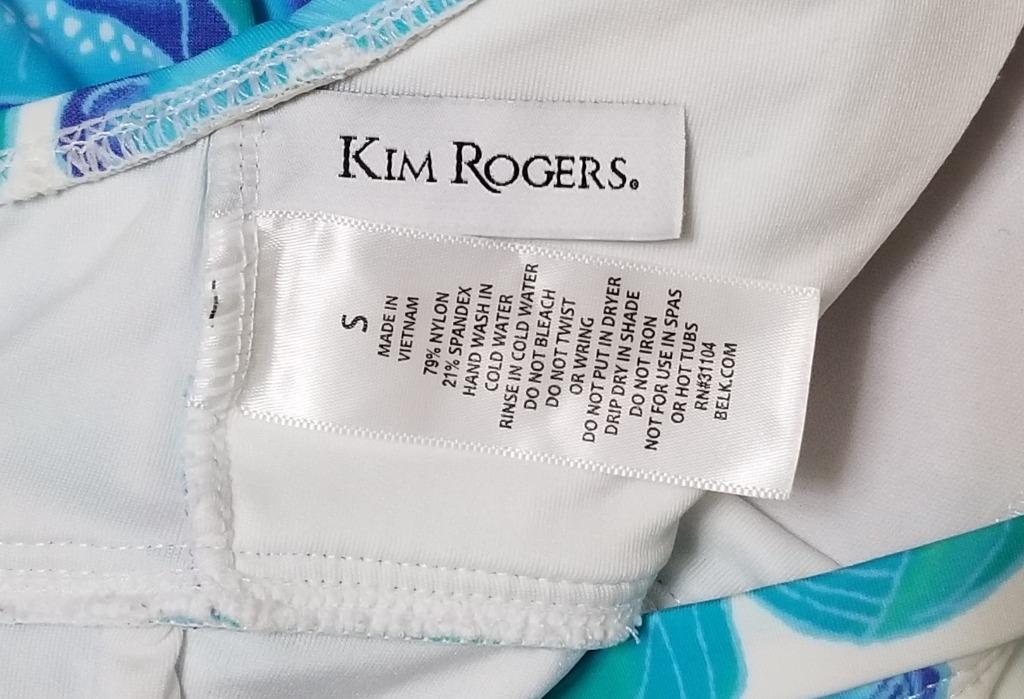 KIM ROGERS®
S
MADE IN
VIETNAM
79% NYLON
21% SPANDEX
HAND WASH IN
COLD WATER
RINSE IN COLD WATER
DO NOT BLEACH
DO NOT TWIST
OR WRING
DO NOT PUT IN DRYER
DRIP DRY IN SHADE
DO NOT IRON
NOT FOR USE IN SPAS
OR HOT TUBS
RN#31104
BELK.COM